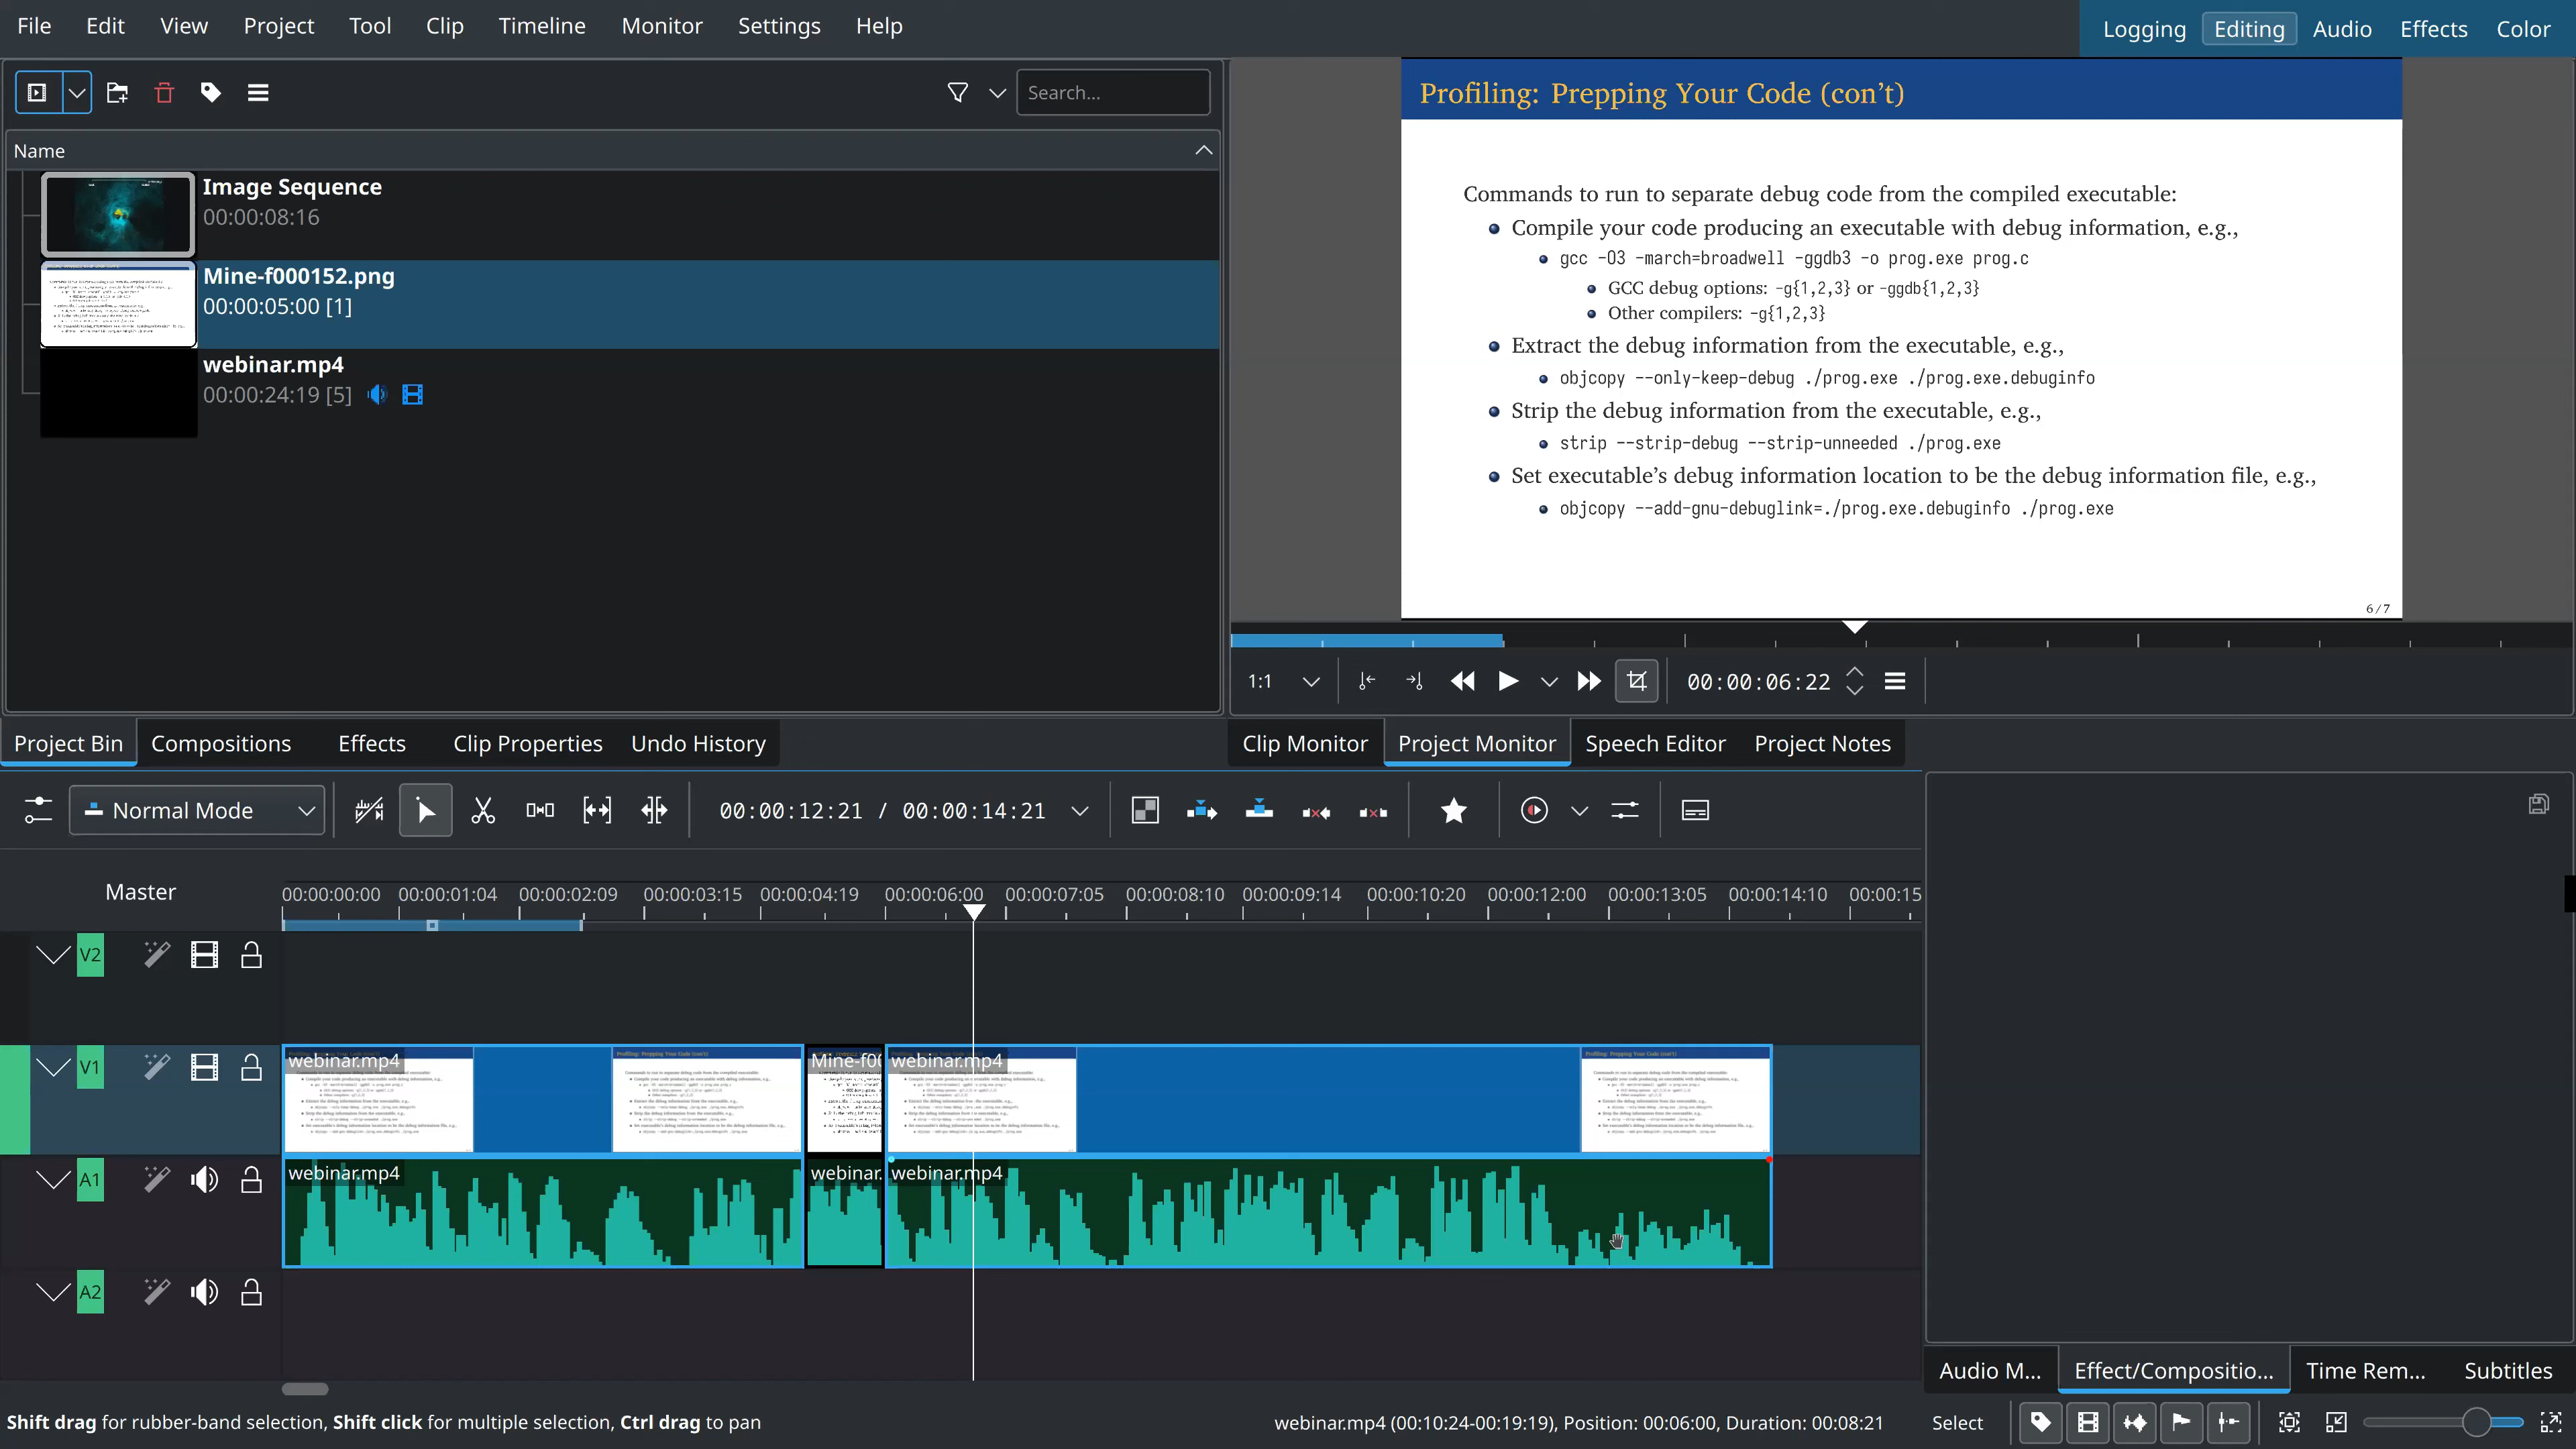 File Edit View Project Tool Clip Timeline Monitor Settings Help
Logging Editing Audio Effects Color
Search...
Name
Image Sequence
00:00:08:16
Mine-f000152.png
00:00:05:00 [1]
webinar.mp4
00:00:24:19 [5]
Profiling: Prepping Your Code (con’t)
Commands to run to separate debug code from the compiled executable:
Compile your code producing an executable with debug information, e.g.,
gcc -O3 -march=broadwell -ggdb3 -o prog.exe prog.c
GCC debug options: -g{1,2,3} or -ggdb{1,2,3}
Other compilers: -g{1,2,3}
Extract the debug information from the executable, e.g.,
objcopy --only-keep-debug ./prog.exe ./prog.exe.debuginfo
Strip the debug information from the executable, e.g.,
strip --strip-debug --strip-unneeded ./prog.exe
Set executable’s debug information location to be the debug information file, e.g.,
objcopy --add-gnu-debuglink=./prog.exe.debuginfo ./prog.exe
6/7
1:1 00:00:06:22
Project Bin Compositions Effects Clip Properties Undo History
Clip Monitor Project Monitor Speech Editor Project Notes
Normal Mode 00:00:12:21 / 00:00:14:21
Master
00:00:00:00 00:00:01:04 00:00:02:09 00:00:03:15 00:00:04:19 00:00:06:00 00:00:07:05 00:00:08:10 00:00:09:14 00:00:10:20 00:00:12:00 00:00:13:05 00:00:14:10 00:00:15
V2
V1 webinar.mp4 Mine-f00 webinar.mp4
A1 webinar.mp4 webinar. webinar.mp4
A2
Audio M... Effect/Compositio... Time Rem... Subtitles
Shift drag for rubber-band selection, Shift click for multiple selection, Ctrl drag to pan
webinar.mp4 (00:10:24-00:19:19), Position: 00:06:00, Duration: 00:08:21 Select